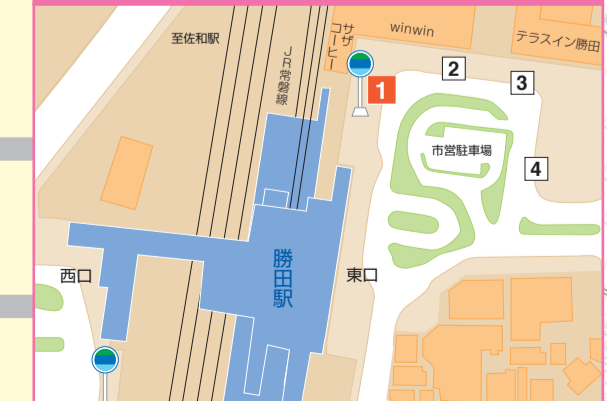 至佐和駅
JR常磐線
サザ
コーヒー
winwin
テラスイン勝田
1
2
3
4
市営駐車場
勝田駅
西口
東口